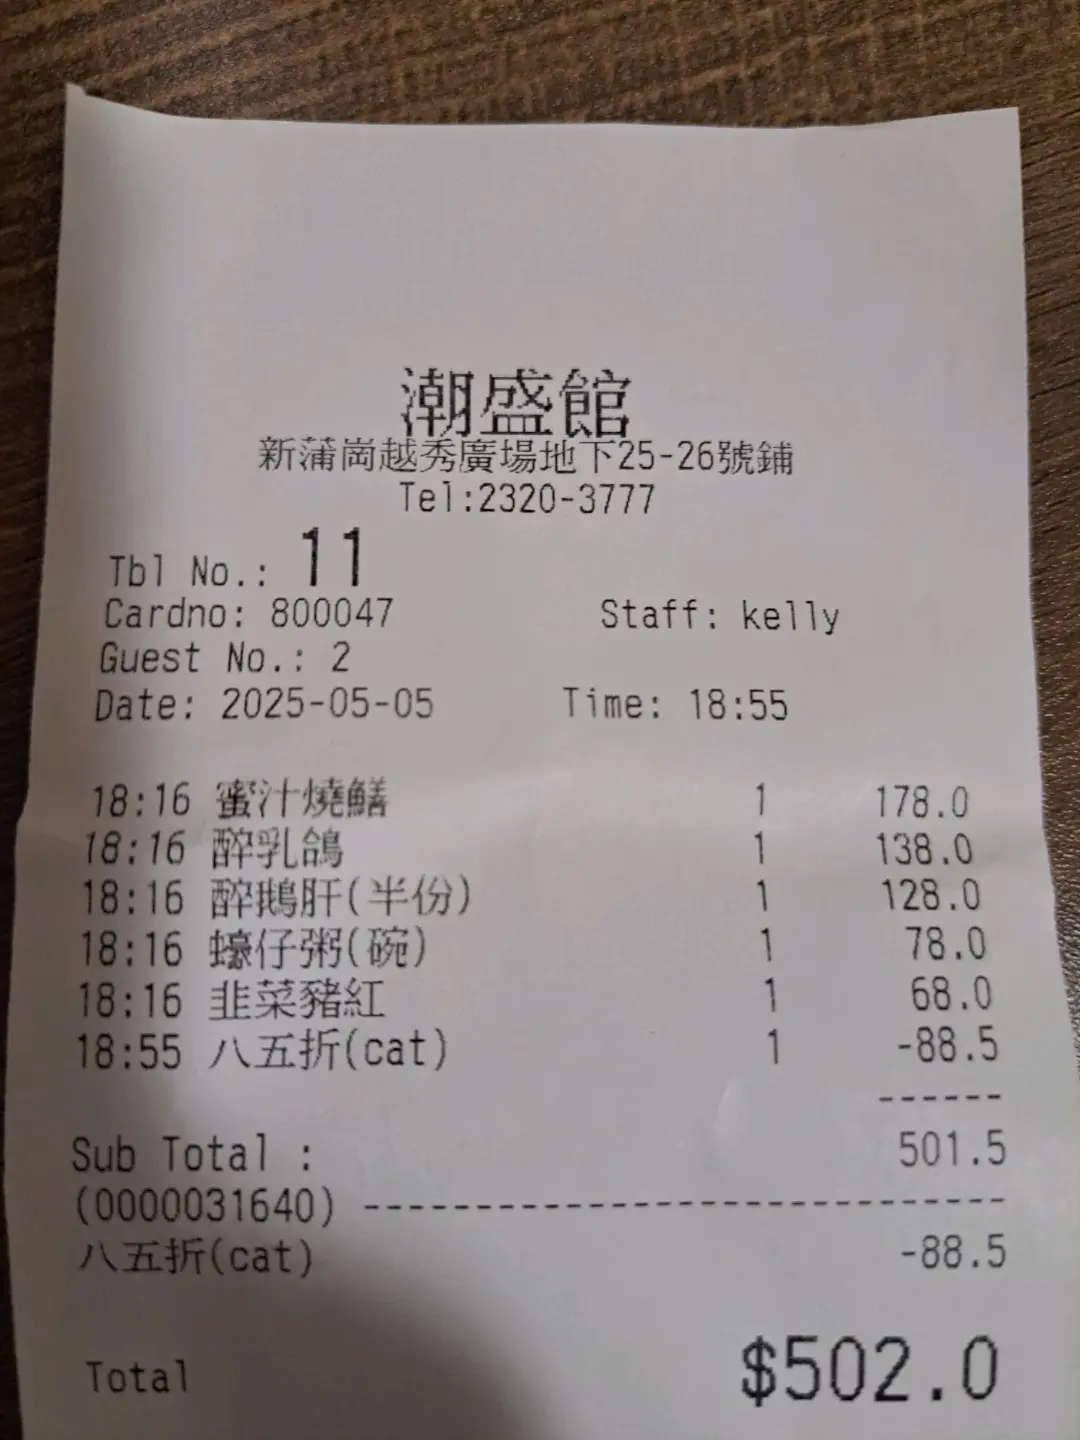 潮盛館
新蒲崗越秀廣場地下25-26號鋪
Tel:2320-3777
Tbl No.: 11
Cardno: 800047 Staff: kelly
Guest No.: 2
Date: 2025-05-05 Time: 18:55
18:16 蜜汁燒鱔 1 178.0
18:16 醉乳鴿 1 138.0
18:16 醉鵝肝(半份) 1 128.0
18:16 蠔仔粥(碗) 1 78.0
18:16 韭菜豬紅 1 68.0
18:55 八五折(cat) 1 -88.5
------
Sub Total : 501.5
(0000031640) -----------------------------
八五折(cat) -88.5
Total $502.0